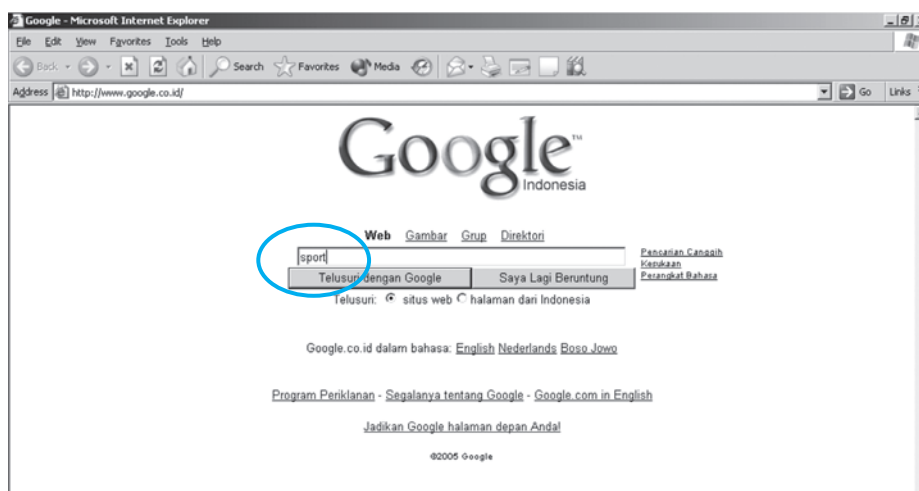 Google - Microsoft Internet Explorer
File Edit View Favorites Tools Help
Back Search Favorites Media
Address http://www.google.co.id/ Go Links
Google™
Indonesia
Web Gambar Grup Direktori
sport
Pencarian Canggih
Kesukaan
Perangkat Bahasa
Telusuri dengan Google Saya Lagi Beruntung
Telusuri: situs web halaman dari Indonesia
Google.co.id dalam bahasa: English Nederlands Boso Jowo
Program Periklanan - Segalanya tentang Google - Google.com in English
Jadikan Google halaman depan Anda!
©2005 Google